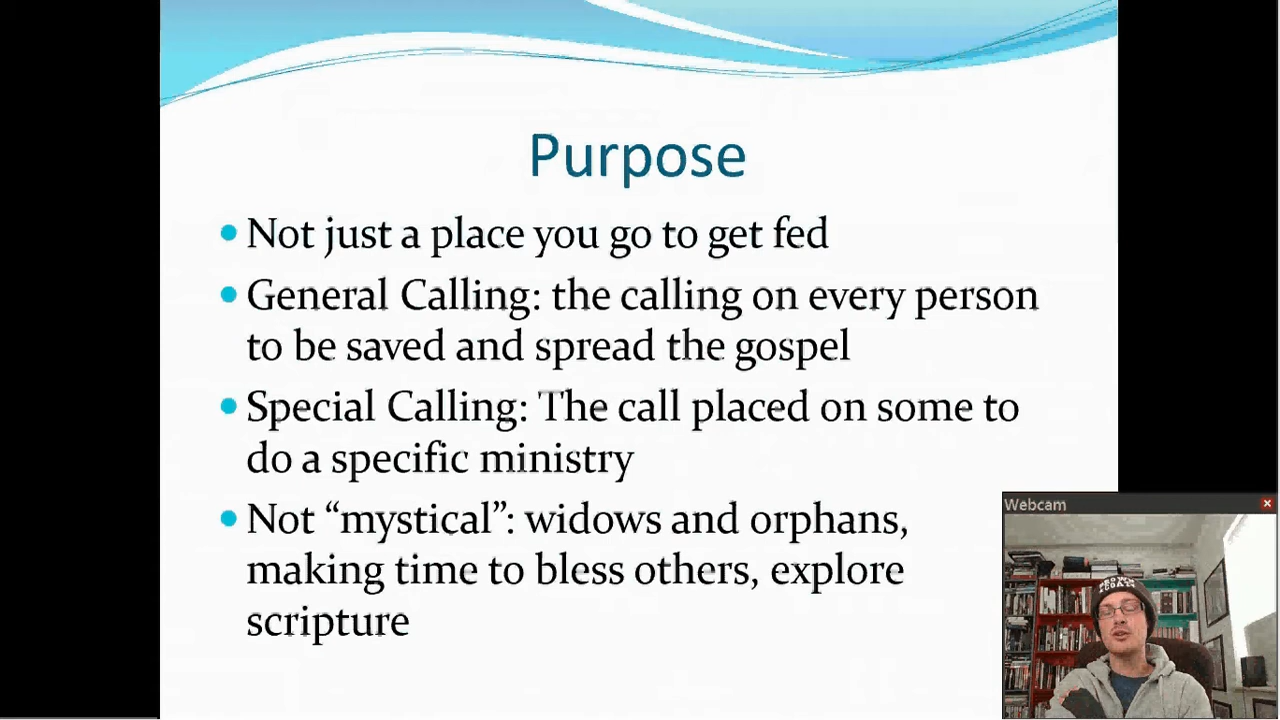 Purpose
Not just a place you go to get fed
General Calling: the calling on every person
to be saved and spread the gospel
Special Calling: The call placed on some to
do a specific ministry
Not “mystical”: widows and orphans,
making time to bless others, explore
scripture
Webcam
BROWN
COATS